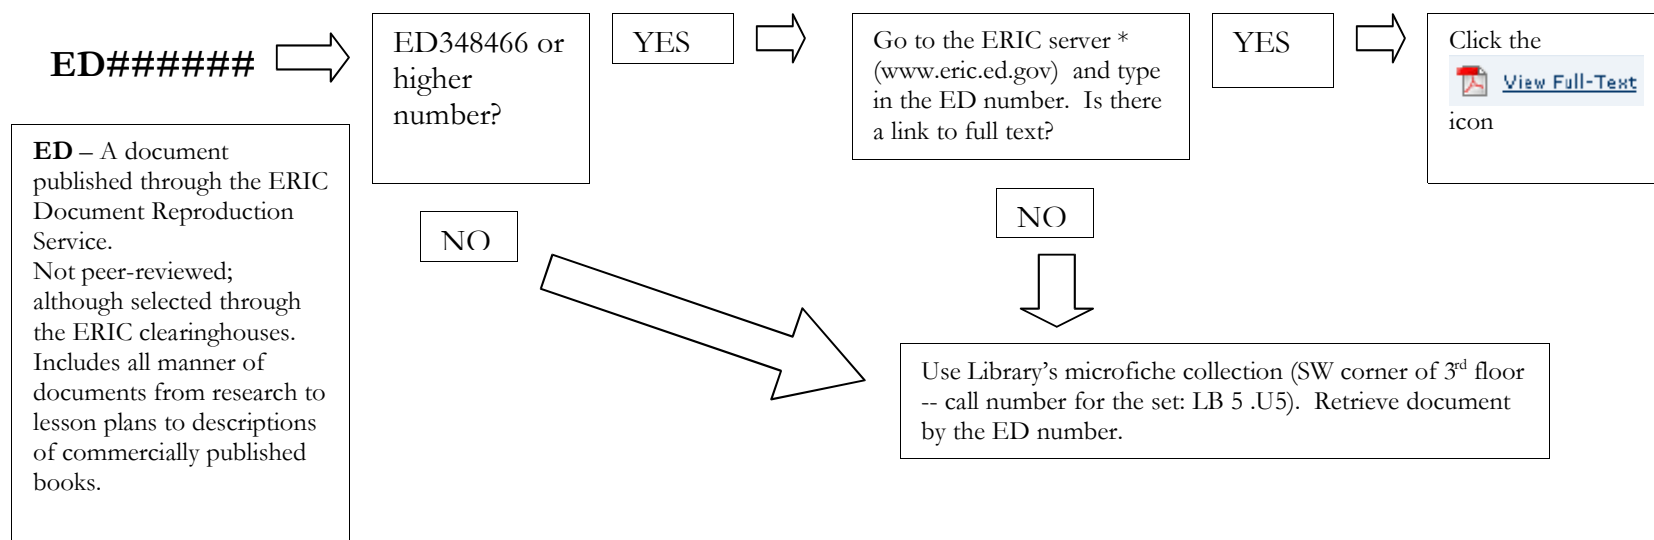 ED######
ED – A document
published through the ERIC
Document Reproduction
Service.
Not peer-reviewed;
although selected through
the ERIC clearinghouses.
Includes all manner of
documents from research to
lesson plans to descriptions
of commercially published
books.
ED348466 or
higher
number?
YES
NO
Go to the ERIC server *
(www.eric.ed.gov)  and type
in the ED number.  Is there
a link to full text?
YES
NO
Click the
View Full-Text
icon
Use Library's microfiche collection (SW corner of 3rd floor
-- call number for the set: LB 5 .U5).  Retrieve document
by the ED number.